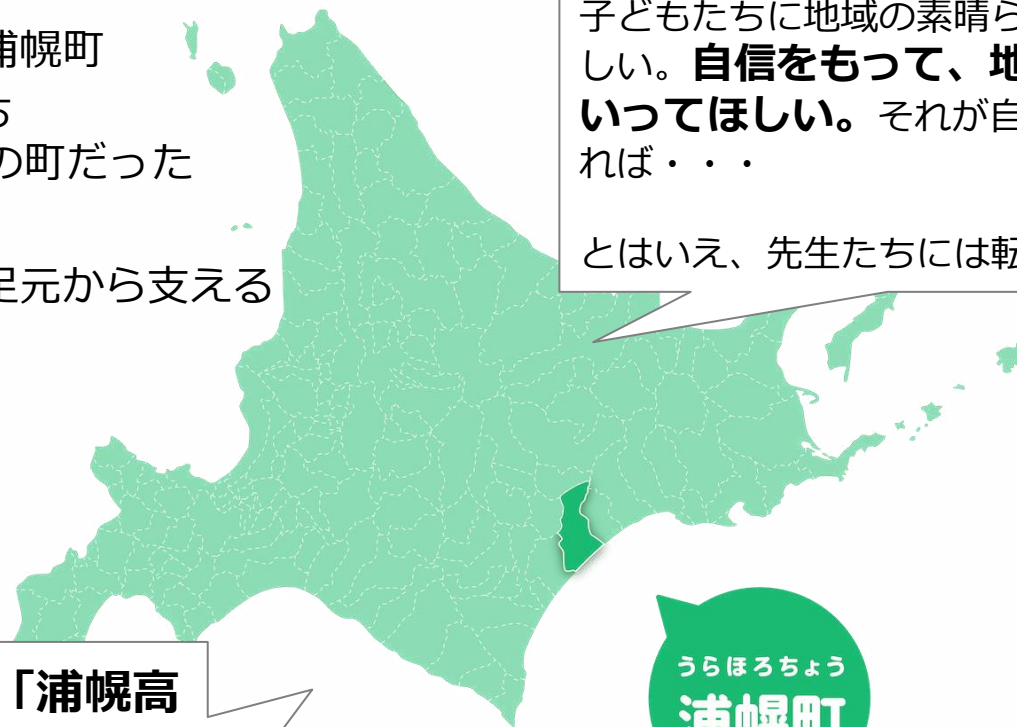 浦幌町
ち
の町だった
足元から支える
子どもたちに地域の素晴ら
しい。自信をもって、地
いってほしい。それが自
れば・・・
とはいえ、先生たちには転
「浦幌高
うらほろちょう
浦幌町